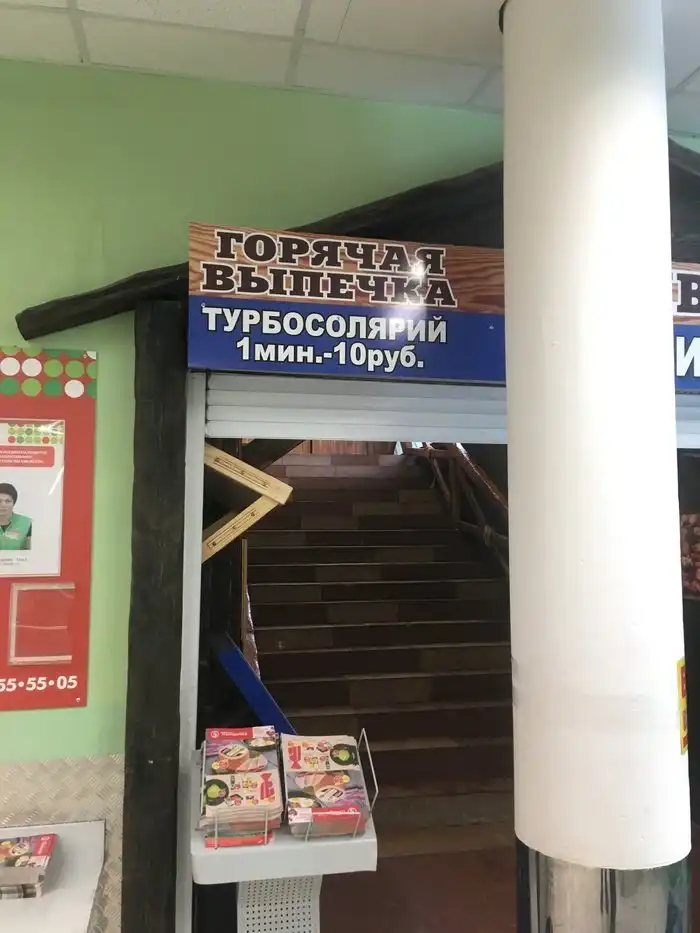 ГОРЯЧАЯ
ВЫПЕЧКА
ТУРБОСОЛЯРИЙ
1мин.-10руб.
В
И
55•55•05